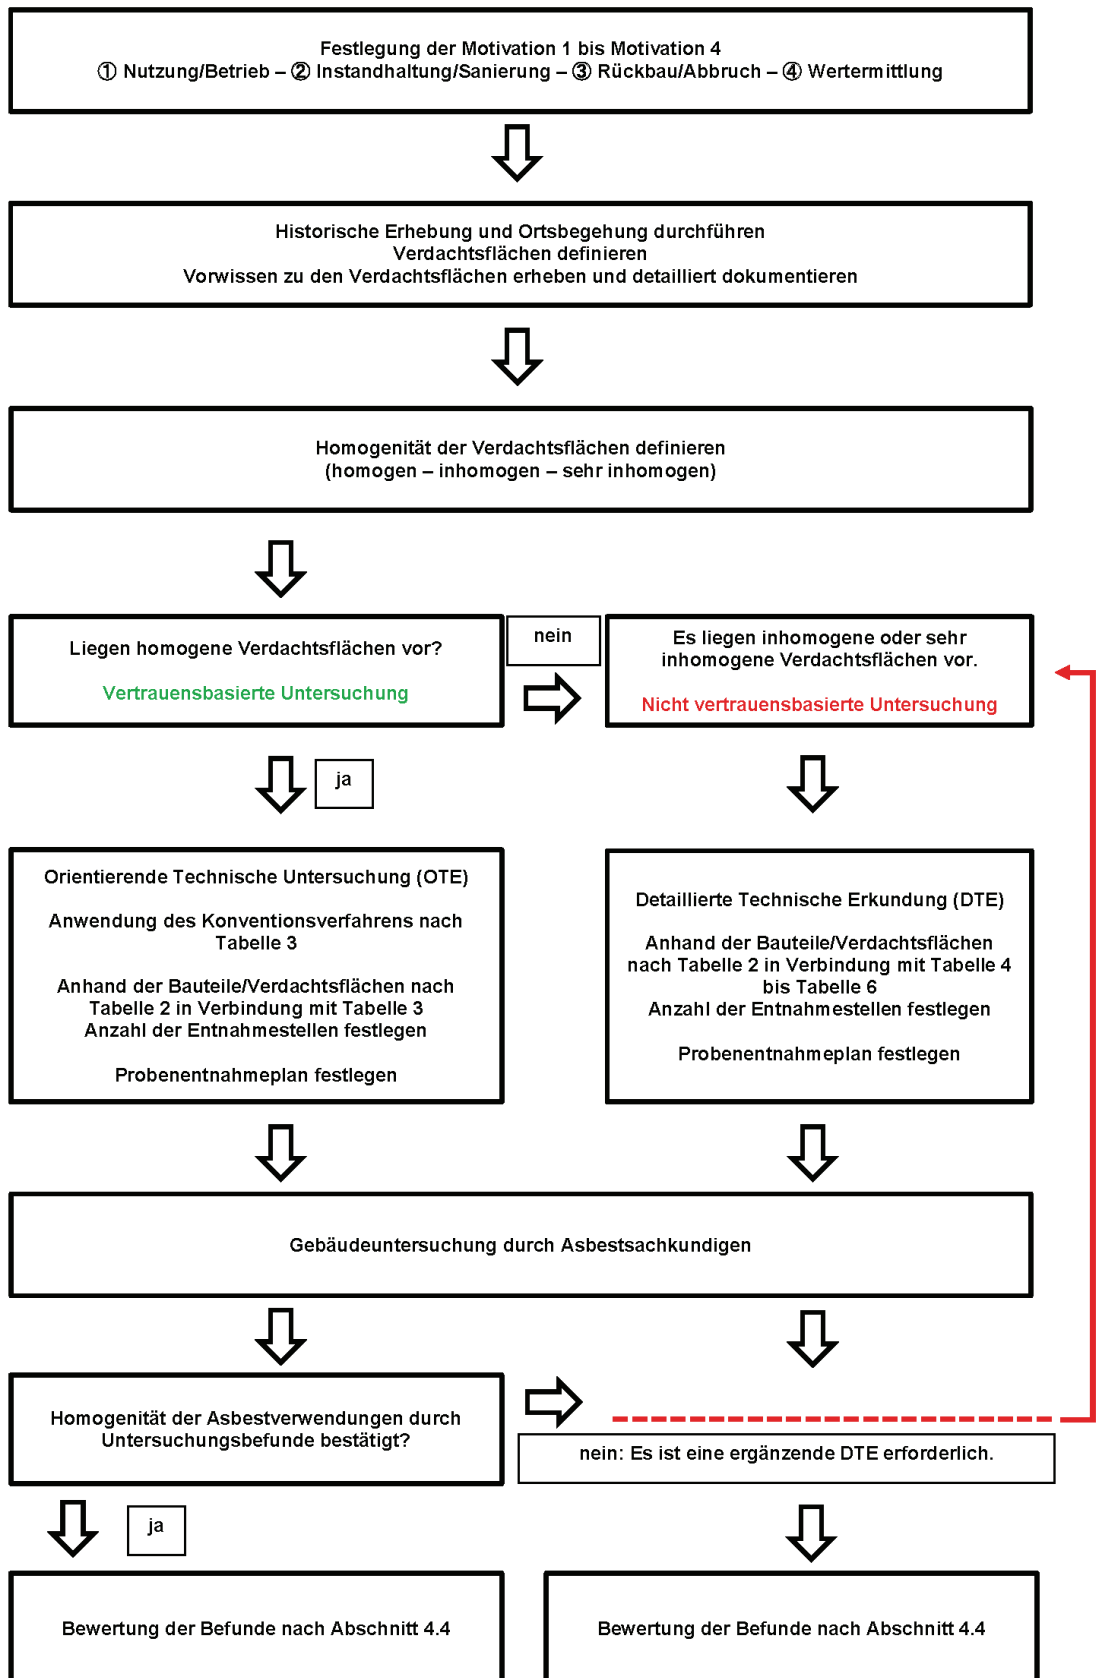 Festlegung der Motivation 1 bis Motivation 4
① Nutzung/Betrieb – ② Instandhaltung/Sanierung – ③ Rückbau/Abbruch – ④ Wertermittlung
Historische Erhebung und Ortsbegehung durchführen
Verdachtsflächen definieren
Vorwissen zu den Verdachtsflächen erheben und detailliert dokumentieren
Homogenität der Verdachtsflächen definieren
(homogen – inhomogen – sehr inhomogen)
Liegen homogene Verdachtsflächen vor?
Vertrauensbasierte Untersuchung
nein
Es liegen inhomogene oder sehr
inhomogene Verdachtsflächen vor.
Nicht vertrauensbasierte Untersuchung
ja
Orientierende Technische Untersuchung (OTE)
Anwendung des Konventionsverfahrens nach
Tabelle 3
Anhand der Bauteile/Verdachtsflächen nach
Tabelle 2 in Verbindung mit Tabelle 3
Anzahl der Entnahmestellen festlegen
Probenentnahmeplan festlegen
Detaillierte Technische Erkundung (DTE)
Anhand der Bauteile/Verdachtsflächen
nach Tabelle 2 in Verbindung mit Tabelle 4
bis Tabelle 6
Anzahl der Entnahmestellen festlegen
Probenentnahmeplan festlegen
Gebäudeuntersuchung durch Asbestsachkundigen
Homogenität der Asbestverwendungen durch
Untersuchungsbefunde bestätigt?
nein: Es ist eine ergänzende DTE erforderlich.
ja
Bewertung der Befunde nach Abschnitt 4.4
Bewertung der Befunde nach Abschnitt 4.4